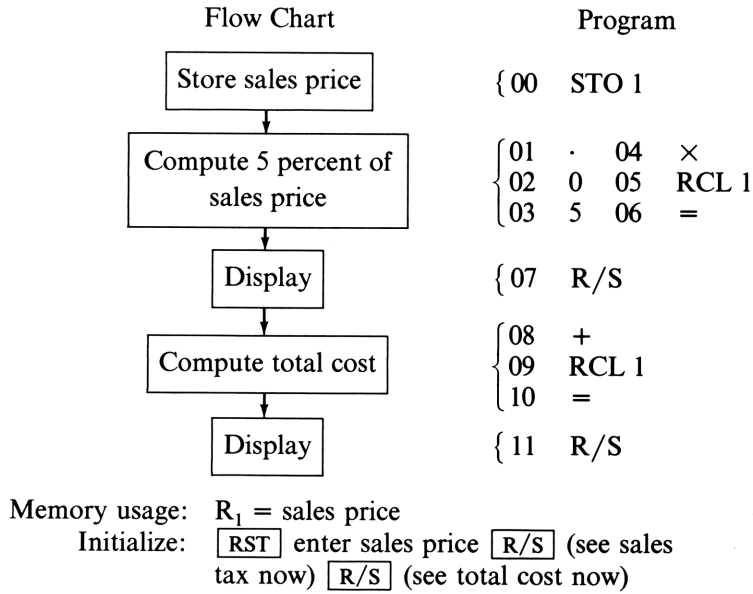 Flow Chart Program
Store sales price { 00 STO 1
Compute 5 percent of
sales price
01 · 04 ×
02 0 05 RCL 1
03 5 06 =
Display { 07 R/S
Compute total cost
08 +
09 RCL 1
10 =
Display { 11 R/S
Memory usage: R₁ = sales price
Initialize: RST enter sales price R/S (see sales
tax now) R/S (see total cost now)